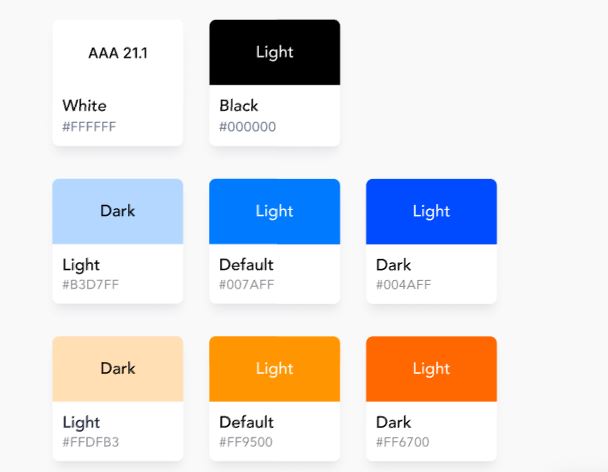 AAA 21.1
Light
White
Black
#FFFFFF
#000000
Dark
Light
Light
Light
Default
Dark
#B3D7FF
#007AFF
#004AFF
Dark
Light
Light
Light
Default
Dark
#FFDFB3
#FF9500
#FF6700